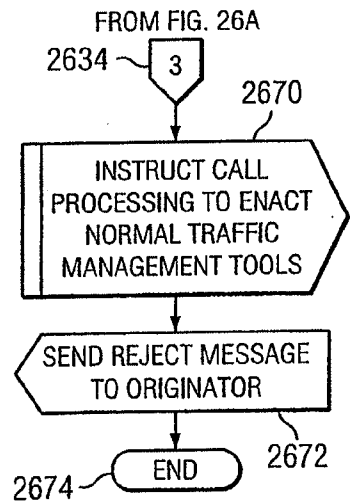 FROM FIG. 26A
2634
3
2670
INSTRUCT CALL
PROCESSING TO ENACT
NORMAL TRAFFIC
MANAGEMENT TOOLS
SEND REJECT MESSAGE
TO ORIGINATOR
2672
2674
END